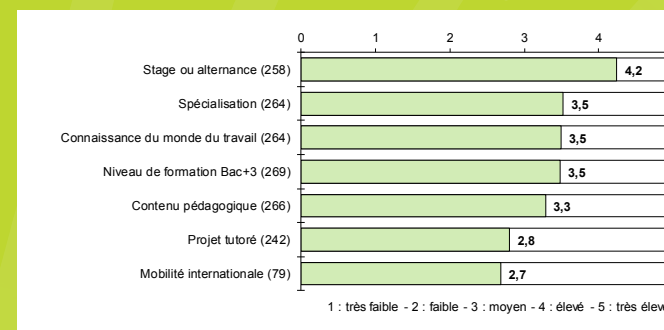 0 1 2 3 4
Stage ou alternance (258) 4,2
Spécialisation (264) 3,5
Connaissance du monde du travail (264) 3,5
Niveau de formation Bac+3 (269) 3,5
Contenu pédagogique (266) 3,3
Projet tutoré (242) 2,8
Mobilité internationale (79) 2,7
1 : très faible - 2 : faible - 3 : moyen - 4 : élevé - 5 : très élevé